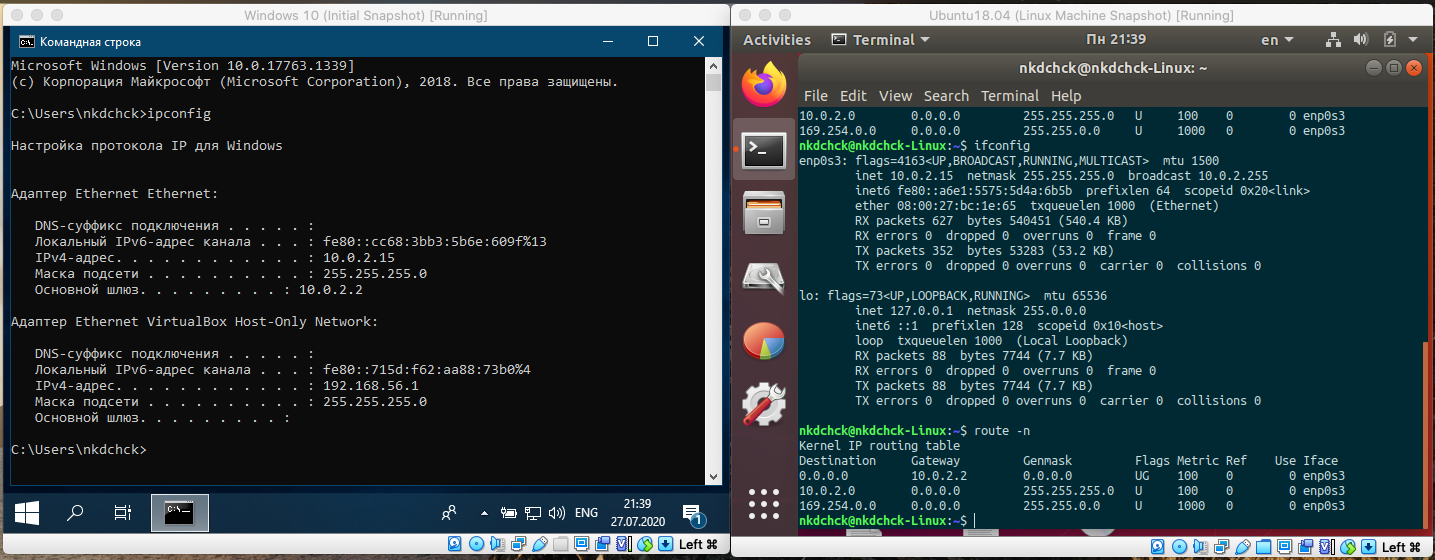 Windows 10 (Initial Snapshot) [Running]
Командная строка
Microsoft Windows [Version 10.0.17763.1339]
(c) Корпорация Майкрософт (Microsoft Corporation), 2018. Все права защищены.
C:\Users\nkdchck>ipconfig
Настройка протокола IP для Windows
Адаптер Ethernet Ethernet:
DNS-суффикс подключения . . . . . :
Локальный IPv6-адрес канала . . . : fe80::cc68:3bb3:5b6e:609f%13
IPv4-адрес. . . . . . . . . . . . : 10.0.2.15
Маска подсети . . . . . . . . . . : 255.255.255.0
Основной шлюз. . . . . . . . . : 10.0.2.2
Адаптер Ethernet VirtualBox Host-Only Network:
DNS-суффикс подключения . . . . . :
Локальный IPv6-адрес канала . . . : fe80::715d:f62:aa88:73b0%4
IPv4-адрес. . . . . . . . . . . . : 192.168.56.1
Маска подсети . . . . . . . . . . : 255.255.255.0
Основной шлюз. . . . . . . . . :
C:\Users\nkdchck>
ENG
21:39
27.07.2020
1
Left ⌘
Ubuntu18.04 (Linux Machine Snapshot) [Running]
Activities
Terminal
Пн 21:39
en
nkdchck@nkdchck-Linux: ~
File Edit View Search Terminal Help
10.0.2.0 0.0.0.0 255.255.255.0 U 100 0 0 enp0s3
169.254.0.0 0.0.0.0 255.255.0.0 U 1000 0 0 enp0s3
nkdchck@nkdchck-Linux:~$ ifconfig
enp0s3: flags=4163<UP,BROADCAST,RUNNING,MULTICAST> mtu 1500
inet 10.0.2.15 netmask 255.255.255.0 broadcast 10.0.2.255
inet6 fe80::a6e1:5575:5d4a:6b5b prefixlen 64 scopeid 0x20<link>
ether 08:00:27:bc:1e:65 txqueuelen 1000 (Ethernet)
RX packets 627 bytes 540451 (540.4 KB)
RX errors 0 dropped 0 overruns 0 frame 0
TX packets 352 bytes 53283 (53.2 KB)
TX errors 0 dropped 0 overruns 0 carrier 0 collisions 0
lo: flags=73<UP,LOOPBACK,RUNNING> mtu 65536
inet 127.0.0.1 netmask 255.0.0.0
inet6 ::1 prefixlen 128 scopeid 0x10<host>
loop txqueuelen 1000 (Local Loopback)
RX packets 88 bytes 7744 (7.7 KB)
RX errors 0 dropped 0 overruns 0 frame 0
TX packets 88 bytes 7744 (7.7 KB)
TX errors 0 dropped 0 overruns 0 carrier 0 collisions 0
nkdchck@nkdchck-Linux:~$ route -n
Kernel IP routing table
Destination Gateway Genmask Flags Metric Ref Use Iface
0.0.0.0 10.0.2.2 0.0.0.0 UG 100 0 0 enp0s3
10.0.2.0 0.0.0.0 255.255.255.0 U 100 0 0 enp0s3
169.254.0.0 0.0.0.0 255.255.0.0 U 1000 0 0 enp0s3
nkdchck@nkdchck-Linux:~$
Left ⌘